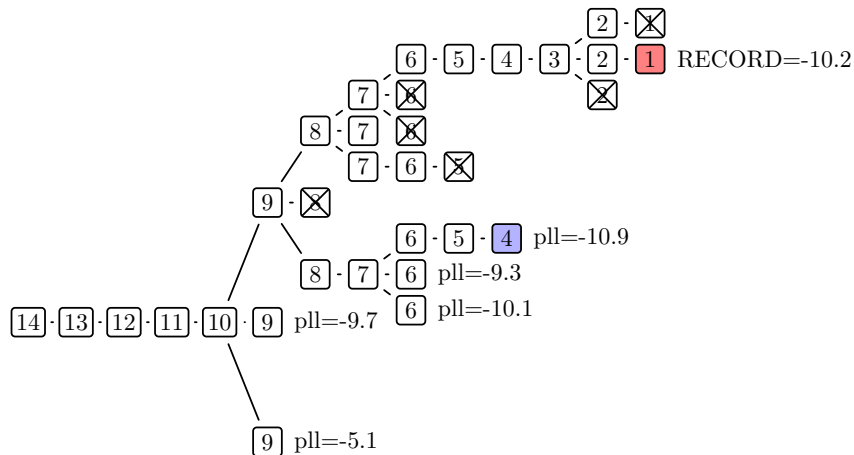 2 - 1
6 - 5 - 4 - 3 - 2 - 1 RECORD=-10.2
7 - 6 2
8 - 7 6
7 - 6 - 5
9 - 8
6 - 5 - 4 pll=-10.9
8 - 7 - 6 pll=-9.3
6 pll=-10.1
14 - 13 - 12 - 11 - 10 - 9 pll=-9.7
9 pll=-5.1